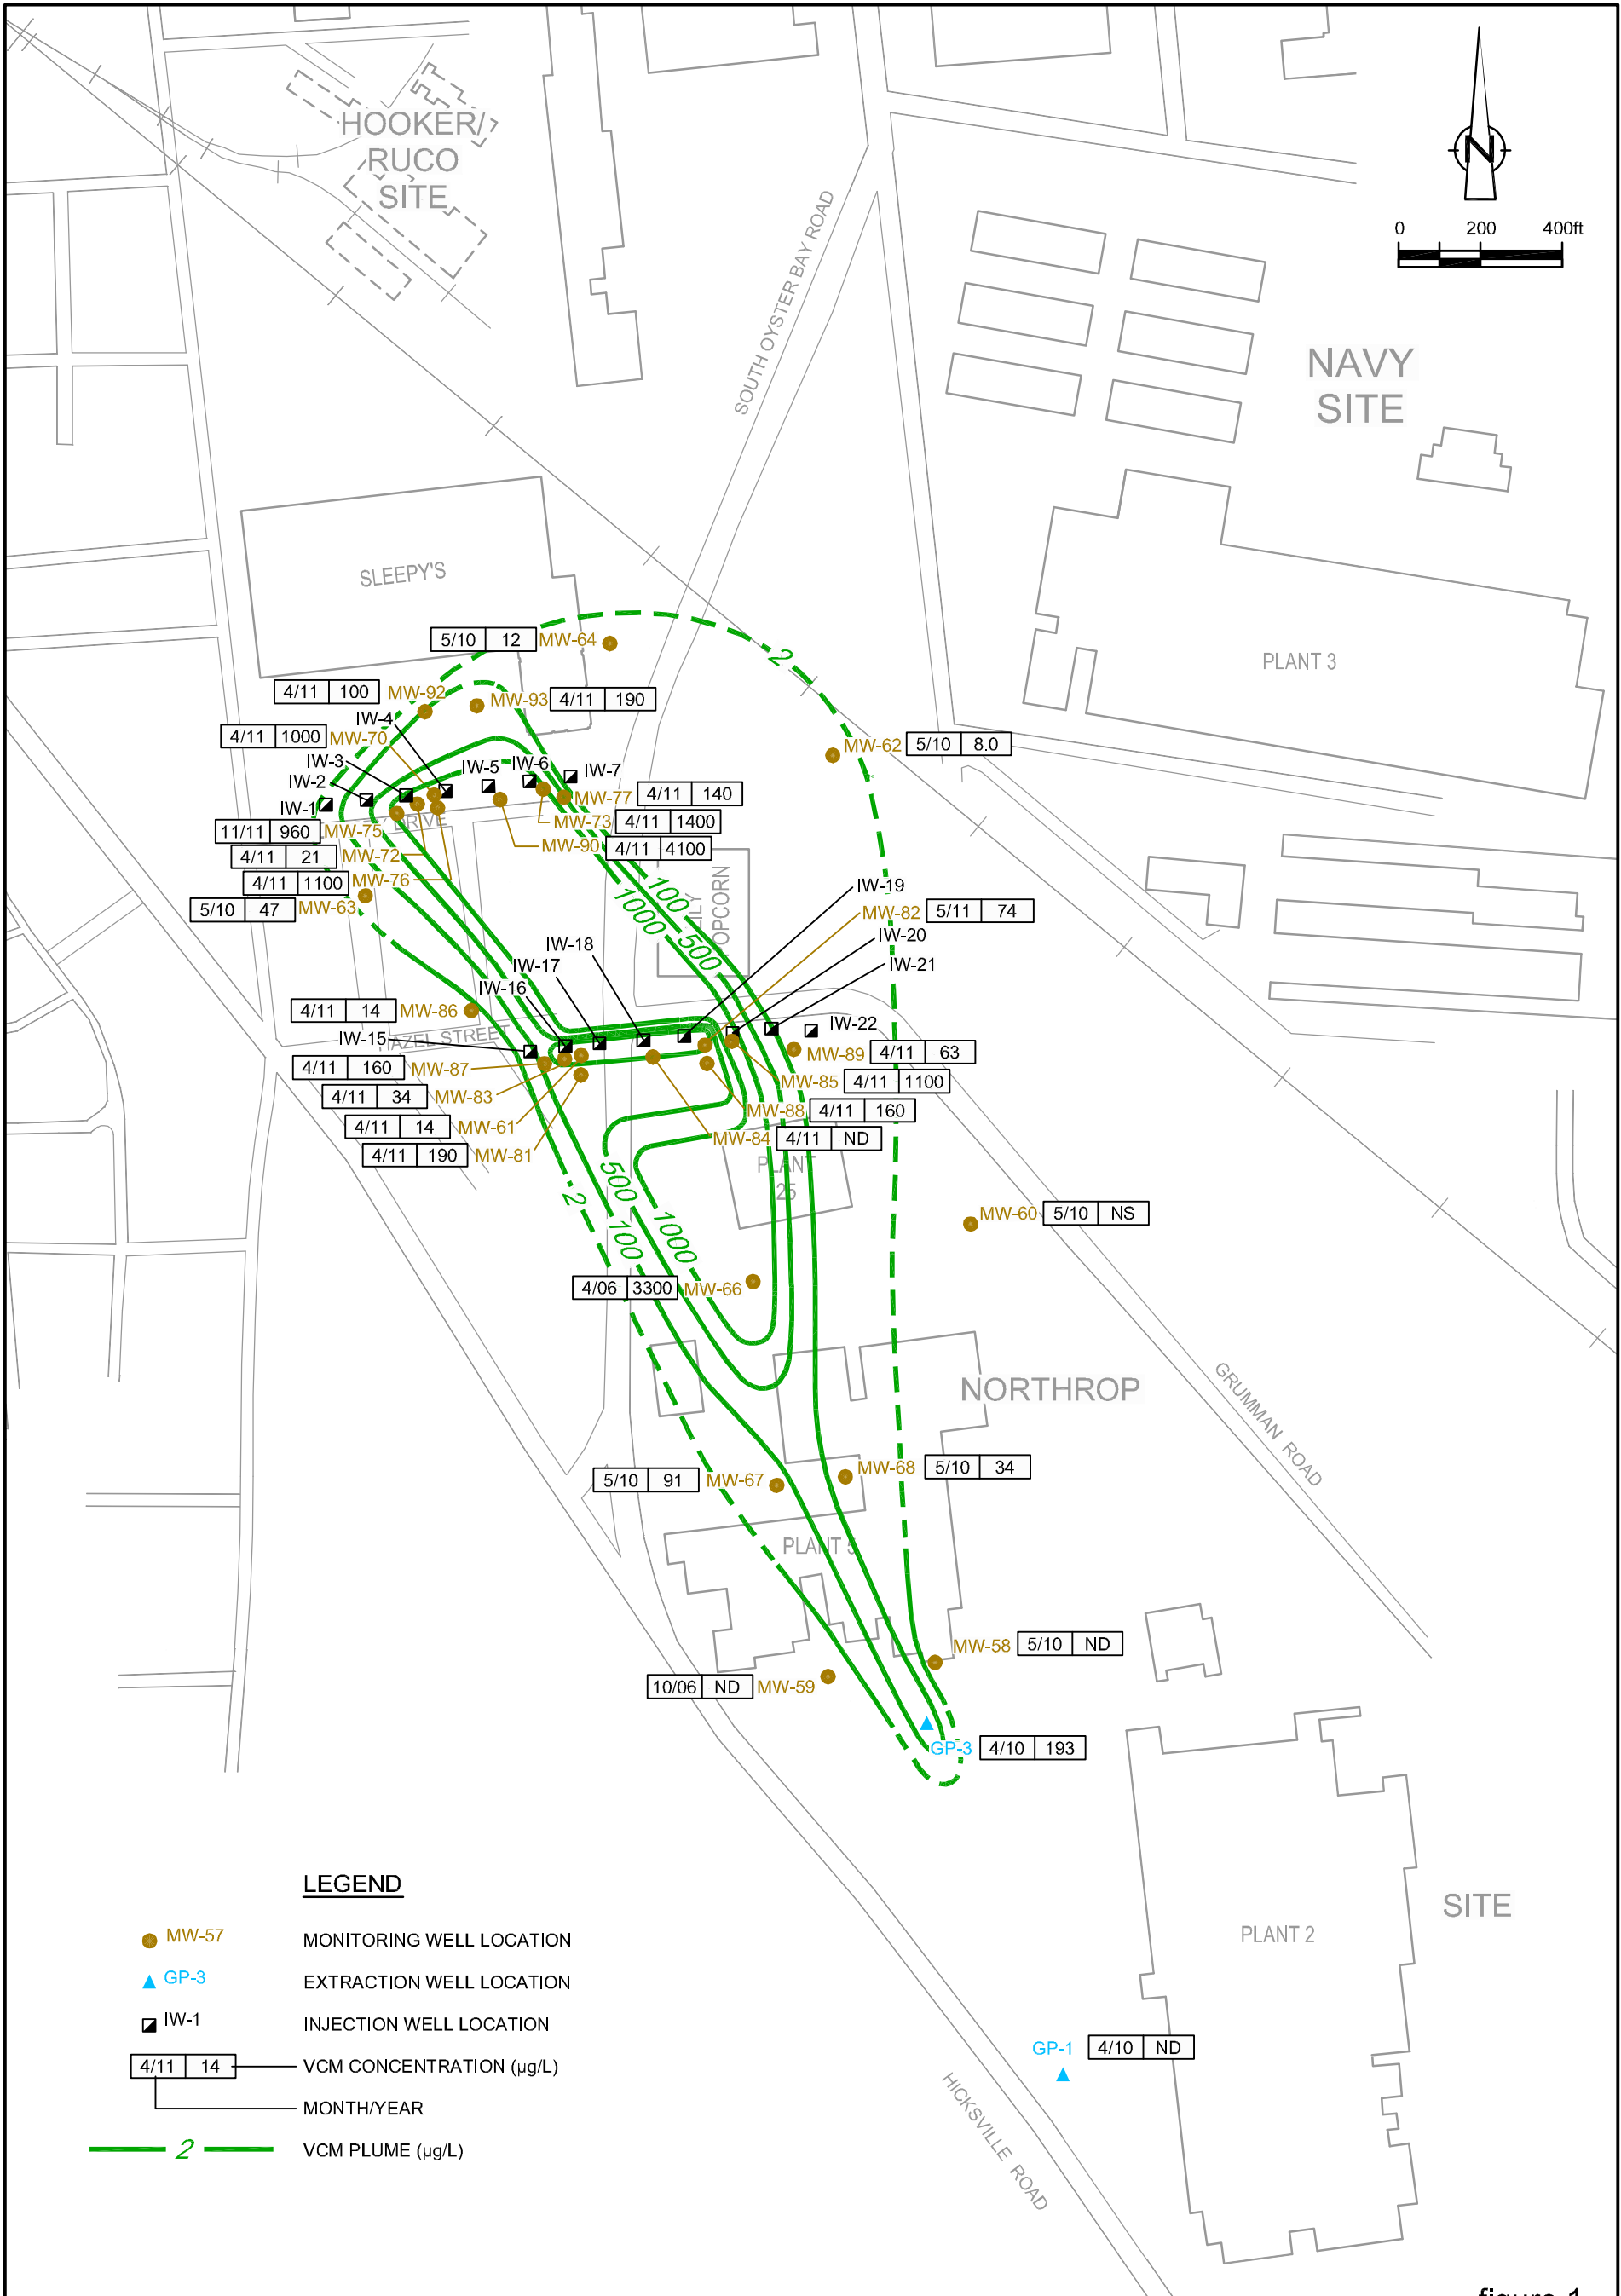 HOOKER/
RUCO
SITE
N
0 200 400ft
SOUTH OYSTER BAY ROAD
NAVY
SITE
SLEEPY'S
PLANT 3
5/10 12 MW-64
2
4/11 100 MW-92
MW-93 4/11 190
IW-4
4/11 1000 MW-70
MW-62 5/10 8.0
IW-3
IW-5 IW-6 IW-7
IW-2
IW-1
MW-77 4/11 140
DRIVE
MW-73 4/11 1400
11/11 960 MW-75
MW-90 4/11 4100
4/11 21 MW-72
4/11 1100 MW-76
100
1000
500
POPCORN
IW-19
5/10 47 MW-63
MW-82 5/11 74
IW-18
IW-20
IW-17
IW-21
IW-16
4/11 14 MW-86
HAZEL STREET
IW-15
IW-22
MW-89 4/11 63
4/11 160 MW-87
MW-85 4/11 1100
4/11 34 MW-83
MW-88 4/11 160
4/11 14 MW-61
MW-84 4/11 ND
4/11 190 MW-81
PLANT
25
500
2
100
1000
MW-60 5/10 NS
4/06 3300 MW-66
NORTHROP
GRUMMAN ROAD
5/10 91 MW-67
MW-68 5/10 34
PLANT 5
MW-58 5/10 ND
10/06 ND MW-59
GP-3 4/10 193
LEGEND
MW-57 MONITORING WELL LOCATION
GP-3 EXTRACTION WELL LOCATION
IW-1 INJECTION WELL LOCATION
4/11 14 VCM CONCENTRATION (µg/L)
MONTH/YEAR
2 VCM PLUME (µg/L)
SITE
PLANT 2
GP-1 4/10 ND
HICKSVILLE ROAD
figure 1